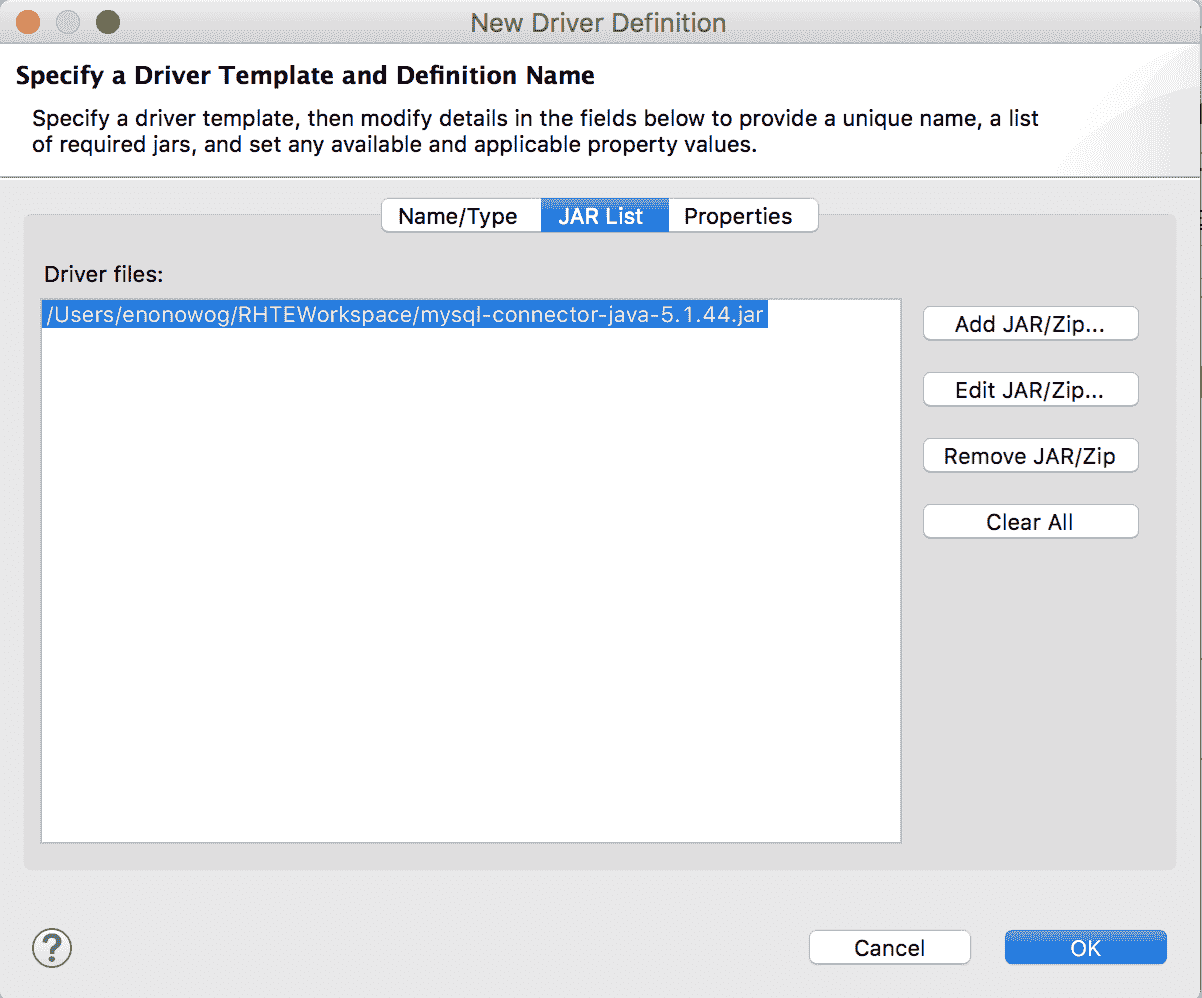 New Driver Definition
Specify a Driver Template and Definition Name
Specify a driver template, then modify details in the fields below to provide a unique name, a list
of required jars, and set any available and applicable property values.
Name/Type JAR List Properties
Driver files:
/Users/enonowog/RHTEWorkspace/mysql-connector-java-5.1.44.jar
Add JAR/Zip...
Edit JAR/Zip...
Remove JAR/Zip
Clear All
?
Cancel OK